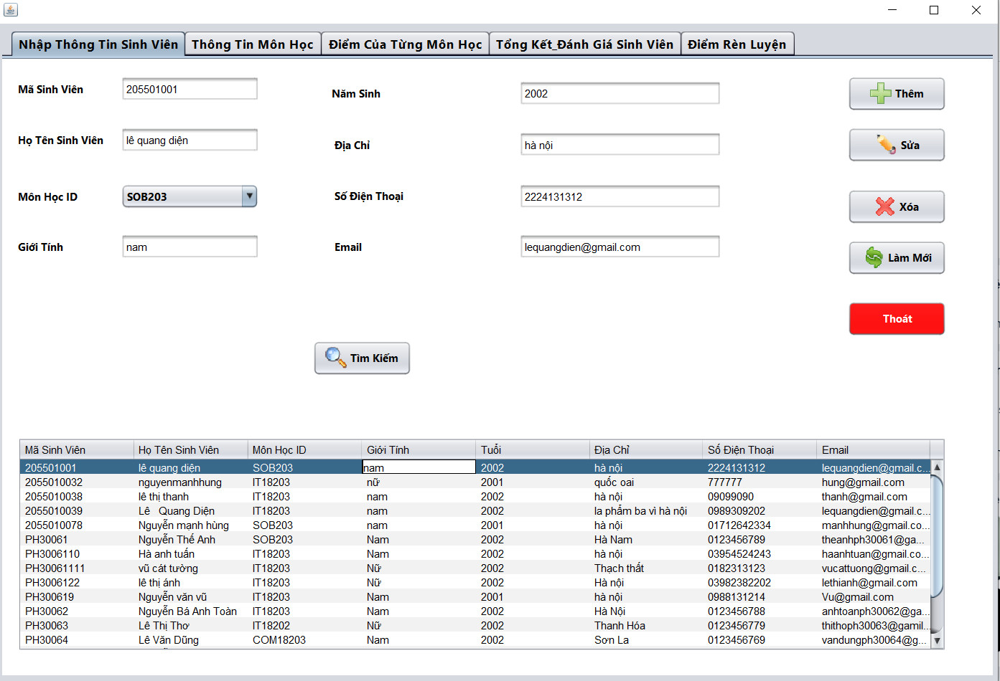 Nhập Thông Tin Sinh Viên Thông Tin Môn Học Điểm Của Từng Môn Học Tổng Kết_Đánh Giá Sinh Viên Điểm Rèn Luyện
Mã Sinh Viên 205501001 Năm Sinh 2002 Thêm
Họ Tên Sinh Viên lê quang diện Địa Chỉ hà nội Sửa
Môn Học ID SOB203 Số Điện Thoại 2224131312 Xóa
Giới Tính nam Email lequangdien@gmail.com Làm Mới
Thoát
Tìm Kiếm
Mã Sinh Viên Họ Tên Sinh Viên Môn Học ID Giới Tính Tuổi Địa Chỉ Số Điện Thoại Email
205501001 lê quang diện SOB203 nam 2002 hà nội 2224131312 lequangdien@gmail.c...
2055010032 nguyenmanhhung IT18203 nữ 2001 quốc oai 777777 hung@gmail.com
2055010038 lê thị thanh IT18203 nam 2002 hà nội 09099090 thanh@gmail.com
2055010039 Lê Quang Diện IT18203 nam 2002 la phẩm ba vì hà nội 0989309202 lequangdien@gmail.c...
2055010078 Nguyễn mạnh hùng SOB203 nam 2001 hà nội 01712642334 manhhung@gmail.co...
PH30061 Nguyễn Thế Anh SOB203 Nam 2002 Hà Nam 0123456789 theanhph30061@ga...
PH3006110 Hà anh tuấn IT18203 Nam 2002 hà nội 03954524243 haanhtuan@gmail.co...
PH30061111 vũ cát tường IT18203 Nữ 2002 Thạch thất 0182313123 vucattuong@gmail.c...
PH3006122 lê thị ánh IT18203 Nữ 2002 Hà nội 03982382202 lethianh@gmail.com
PH300619 Nguyễn văn vũ IT18203 Nam 2001 hà nội 0988131214 Vu@gmail.com
PH30062 Nguyễn Bá Anh Toàn IT18203 Nam 2002 Hà Nội 0123456788 anhtoanph30062@ga...
PH30063 Lê Thị Thơ IT18202 Nữ 2002 Thanh Hóa 0123456779 thithoph30063@gamil...
PH30064 Lê Văn Dũng COM18203 Nam 2002 Sơn La 0123456769 vandungph30064@g...